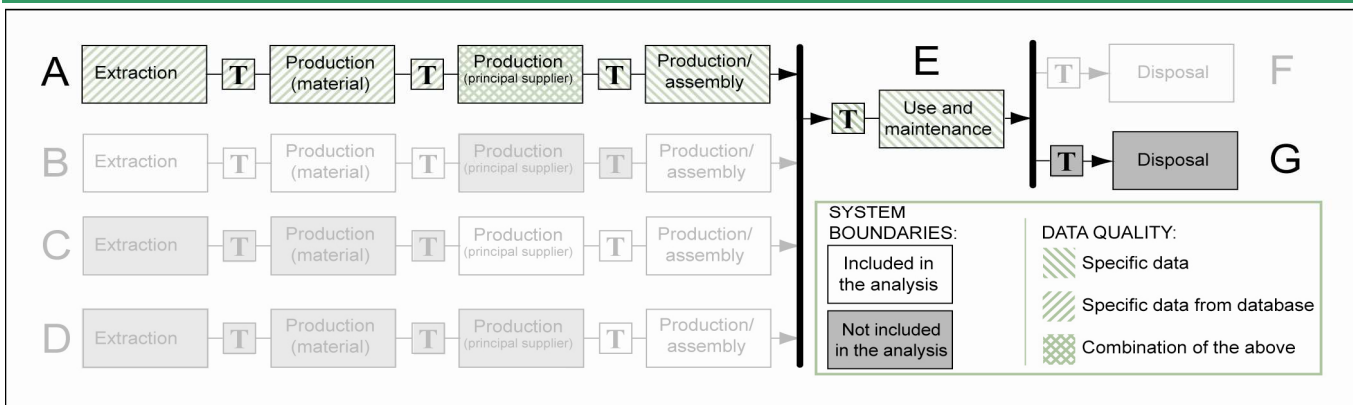 A
Extraction
T
Production
(material)
T
Production
(principal supplier)
T
Production/
assembly
B
Extraction
T
Production
(material)
T
Production
(principal supplier)
T
Production/
assembly
C
Extraction
T
Production
(material)
T
Production
(principal supplier)
T
Production/
assembly
D
Extraction
T
Production
(material)
T
Production
(principal supplier)
T
Production/
assembly
E
T
Use and
maintenance
T
Disposal
F
T
Disposal
G
SYSTEM
BOUNDARIES:
Included in
the analysis
Not included
in the analysis
DATA QUALITY:
Specific data
Specific data from database
Combination of the above